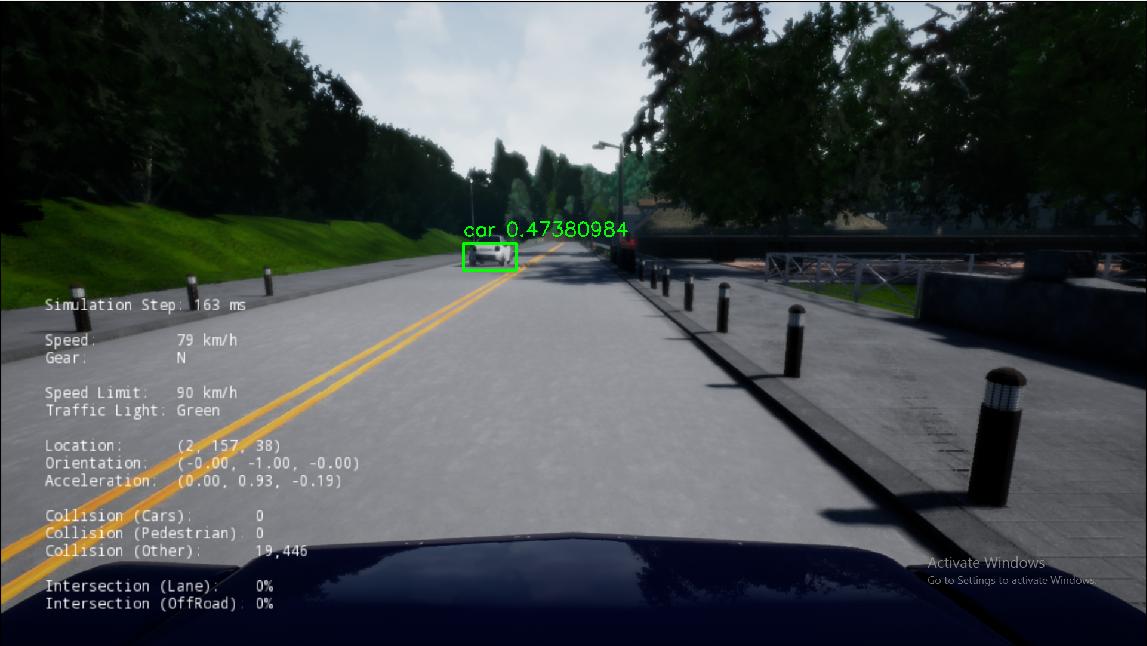 car 0.47380984
Simulation Step: 163 ms
Speed: 79 km/h
Gear: N
Speed Limit: 90 km/h
Traffic Light: Green
Location: (2, 157, 38)
Orientation: (-0.00, -1.00, -0.00)
Acceleration: (0.00, 0.93, -0.19)
Collision (Cars): 0
Collision (Pedestrian): 0
Collision (Other): 19,446
Intersection (Lane): 0%
Intersection (OffRoad): 0%
Activate Windows
Go to Settings to activate Windows.